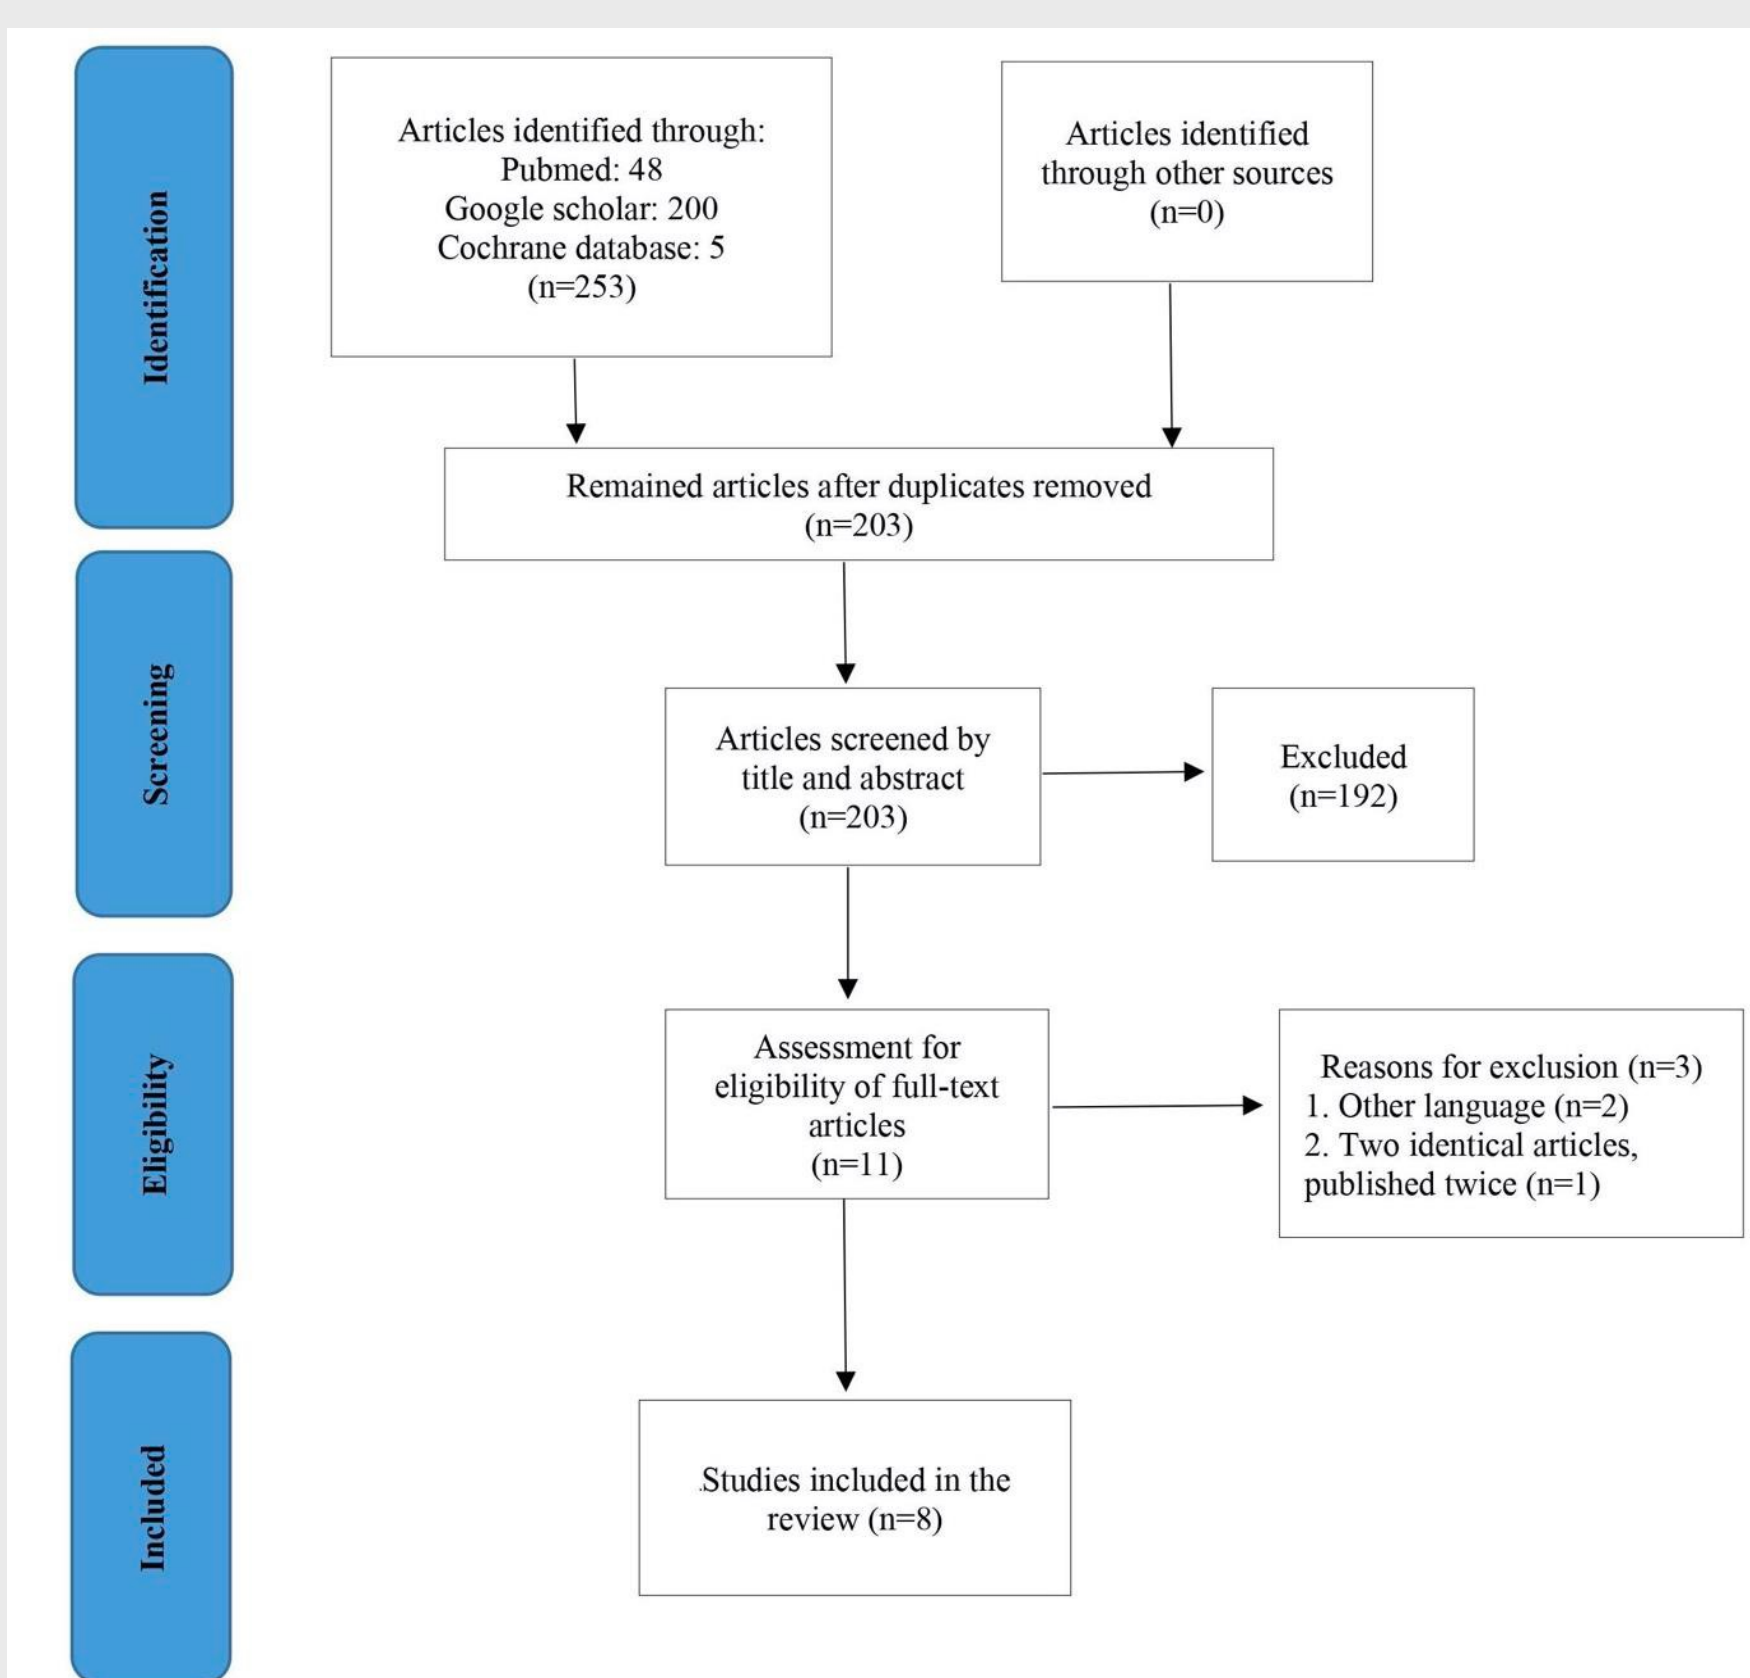 Identification
Articles identified through:
Pubmed: 48
Google scholar: 200
Cochrane database: 5
(n=253)
Articles identified
through other sources
(n=0)
Remained articles after duplicates removed
(n=203)
Screening
Articles screened by
title and abstract
(n=203)
Excluded
(n=192)
Eligibility
Assessment for
eligibility of full-text
articles
(n=11)
Reasons for exclusion (n=3)
1. Other language (n=2)
2. Two identical articles,
published twice (n=1)
Included
.Studies included in the
review (n=8)